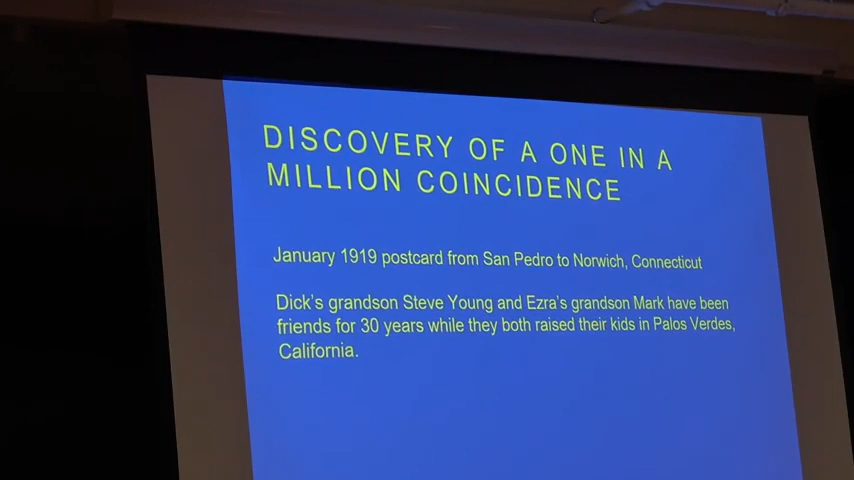 DISCOVERY OF A ONE IN A
MILLION COINCIDENCE
January 1919 postcard from San Pedro to Norwich, Connecticut
Dick's grandson Steve Young and Ezra's grandson Mark have been
friends for 30 years while they both raised their kids in Palos Verdes,
California.